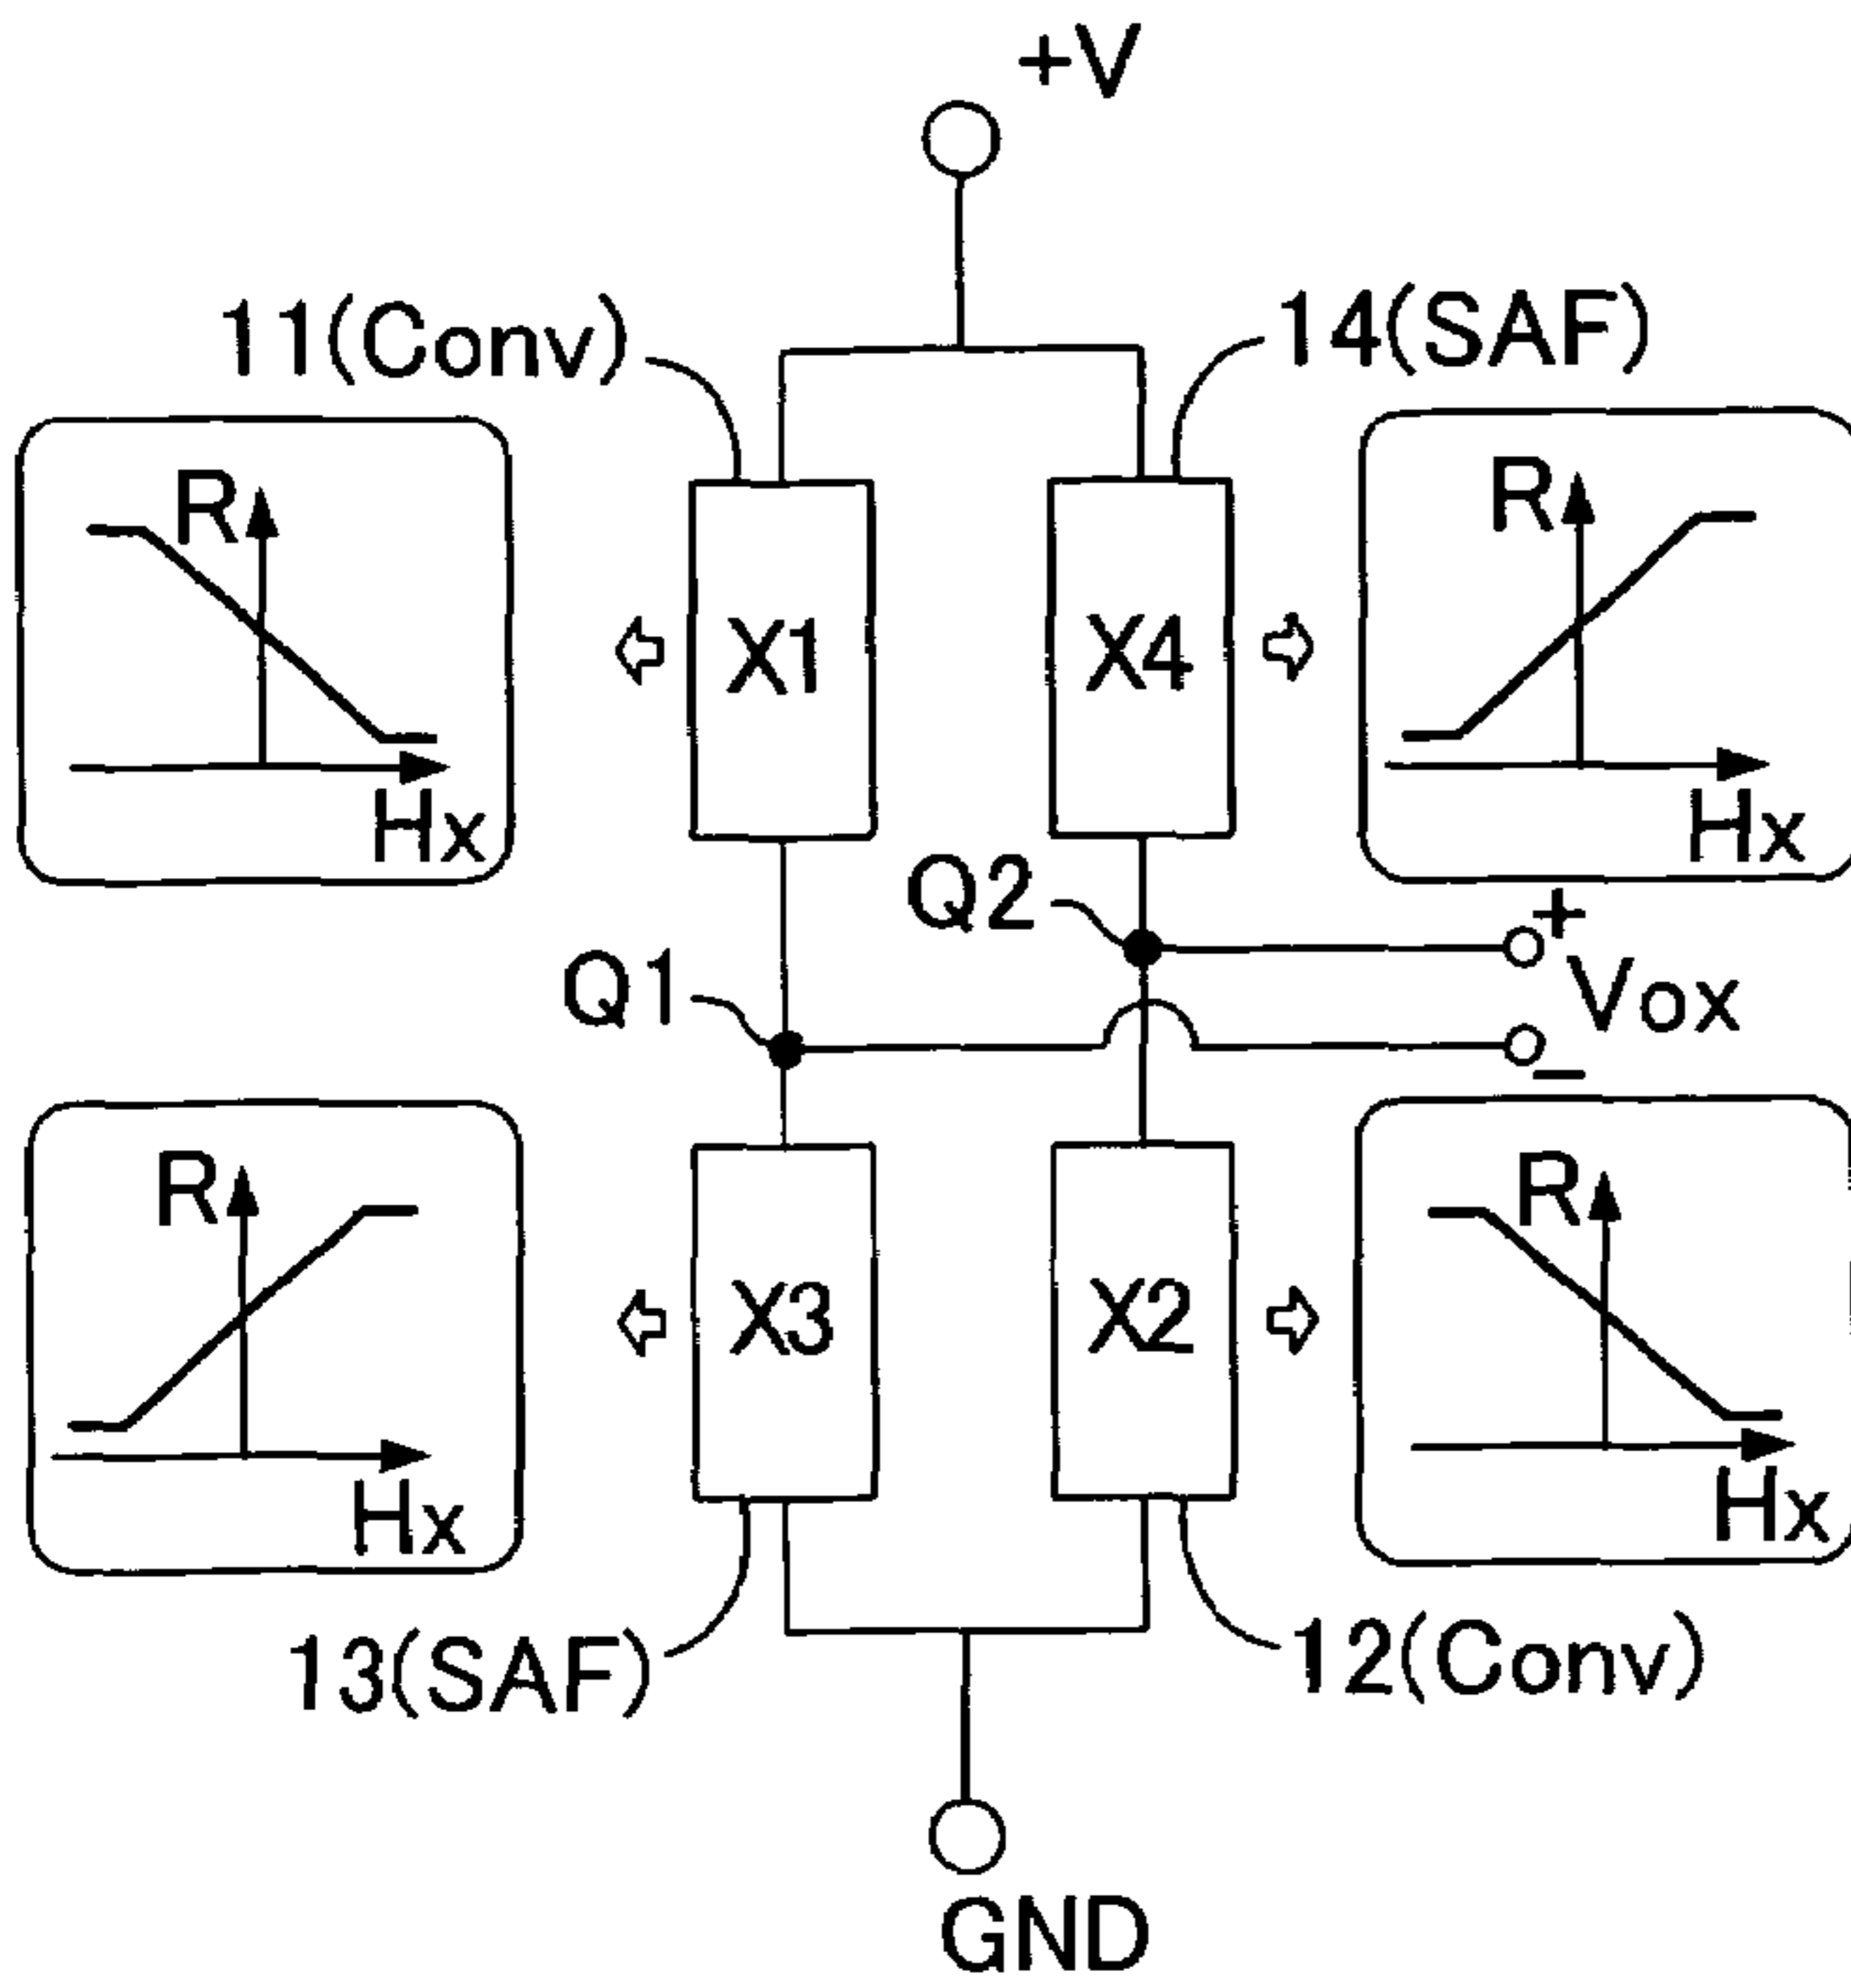 +V
11(Conv)
14(SAF)
R
Hx
X1
X4
R
Hx
Q2
Q1
+
Vox
−
R
Hx
X3
X2
R
Hx
13(SAF)
12(Conv)
GND